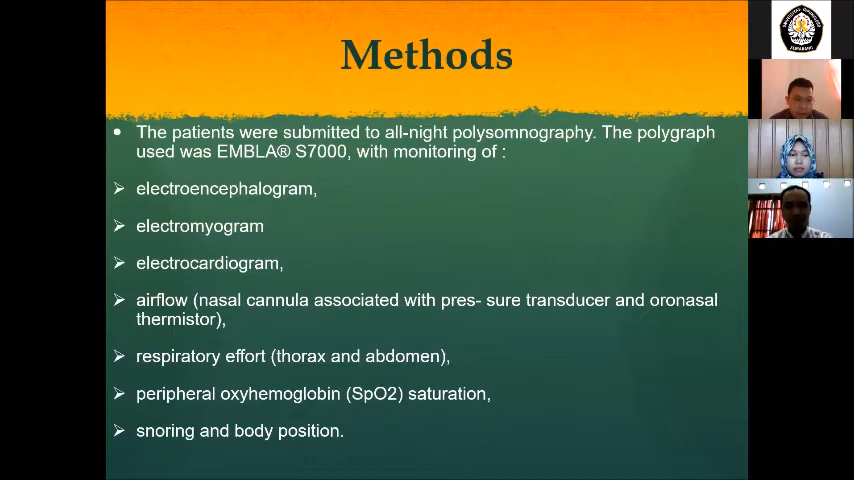 Methods
The patients were submitted to all-night polysomnography. The polygraph
used was EMBLA® S7000, with monitoring of :
electroencephalogram,
electromyogram
electrocardiogram,
airflow (nasal cannula associated with pres- sure transducer and oronasal
thermistor),
respiratory effort (thorax and abdomen),
peripheral oxyhemoglobin (SpO2) saturation,
snoring and body position.